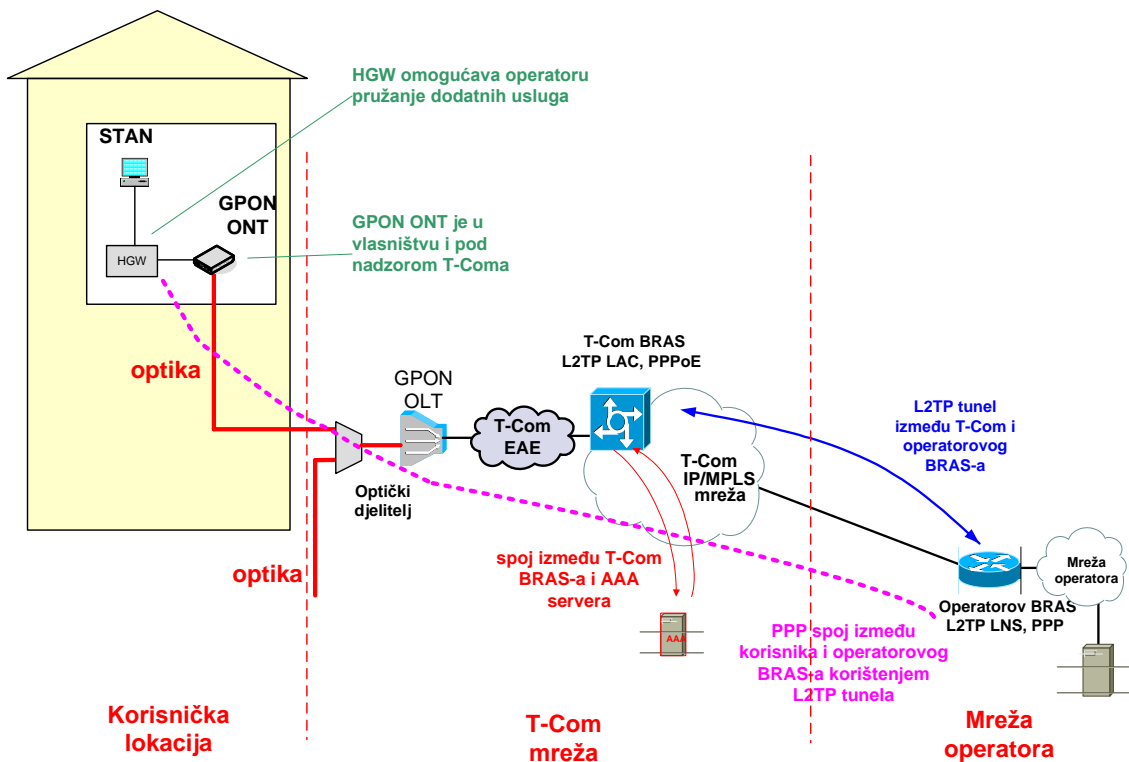 HGW omogućava operatoru
pružanje dodatnih usluga
STAN
GPON
ONT
HGW
GPON ONT je u
vlasništvu i pod
nadzorom T-Coma
optika
optika
Optički
djelitelj
GPON
OLT
T-Com
EAE
T-Com BRAS
L2TP LAC, PPPoE
T-Com
IP/MPLS
mreža
L2TP tunel
između T-Com i
operatorovog
BRAS-a
spoj između T-Com
BRAS-a i AAA
servera
AAA
Mreža
operatora
Operatorov BRAS
L2TP LNS, PPP
PPP spoj između
korisnika i operatorovog
BRAS-a korištenjem
L2TP tunela
Korisnička
lokacija
T-Com
mreža
Mreža
operatora